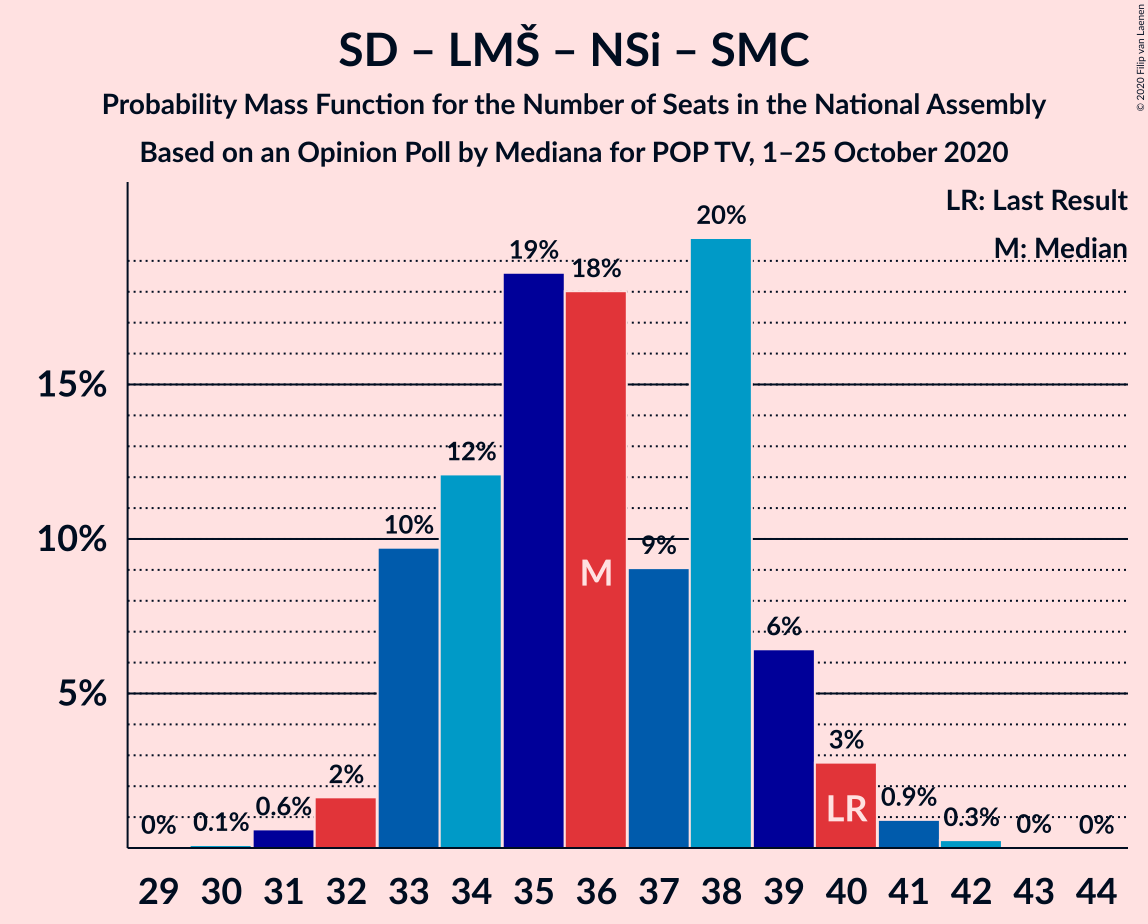 SD – LMŠ – NSi – SMC
Probability Mass Function for the Number of Seats in the National Assembly
Based on an Opinion Poll by Mediana for POP TV, 1–25 October 2020
© 2020 Filip van Laenen
LR: Last Result
M: Median
20%
19%
18%
15%
12%
10%
10%
9%
M
6%
5%
3%
2%
0.6%
LR
0.9%
0%
0.1%
0.3%
0%
0%
29 30 31 32 33 34 35 36 37 38 39 40 41 42 43 44